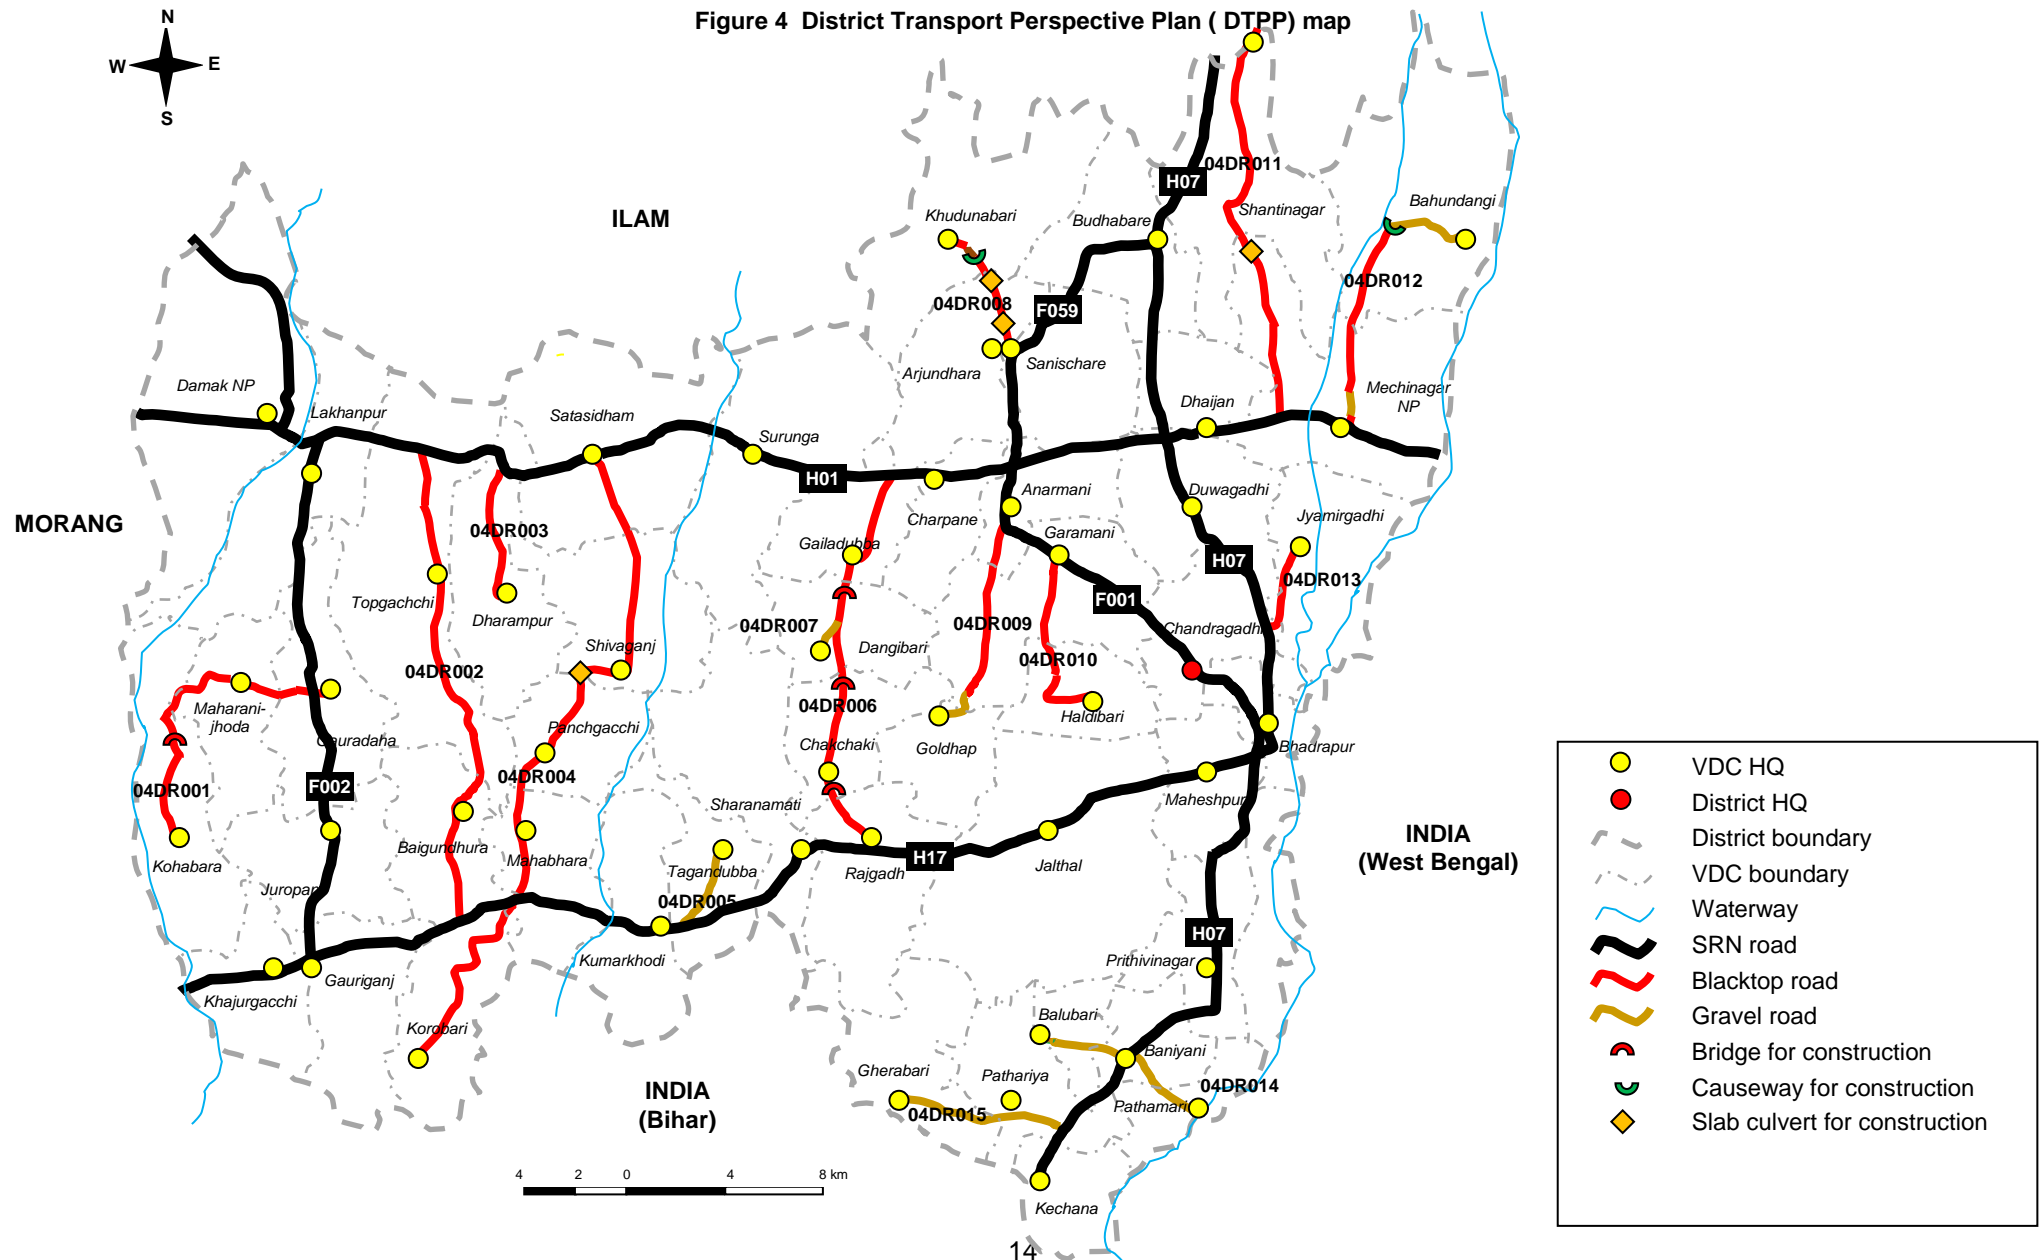 Figure 4  District Transport Perspective Plan ( DTPP) map
N
W
E
S
ILAM
MORANG
INDIA
(West Bengal)
INDIA
(Bihar)
H07
04DR011
Shantinagar
Bahundangi
Khudunabari
Budhabare
04DR012
04DR008
F059
Arjundhara
Sanischare
Damak NP
Lakhanpur
Satasidham
Surunga
Dhaijan
Mechinagar
NP
H01
Charpane
Anarmani
Duwagadhi
Jyamirgadhi
04DR003
Gailadubba
Garamani
H07
04DR013
F001
Topgachchi
Dharampur
04DR007
Dangibari
04DR009
Chandragadhi
Shivaganj
04DR002
04DR010
Maharani-
jhoda
Gauradaha
Panchgacchi
04DR006
Goldhap
Haldibari
Bhadrapur
04DR001
F002
04DR004
Chakchaki
Sharanamati
Maheshpur
Kohabara
Baigundhura
Mahabhara
Tagandubba
Rajgadh
H17
Jalthal
Juropani
04DR005
H07
Khajurgacchi
Gauriganj
Kumarkhodi
Prithivinagar
Korobari
Balubari
Baniyani
Gherabari
Pathariya
04DR014
04DR015
Pathamari
Kechana
4
2
0
4
8 km
VDC HQ
District HQ
District boundary
VDC boundary
Waterway
SRN road
Blacktop road
Gravel road
Bridge for construction
Causeway for construction
Slab culvert for construction
14